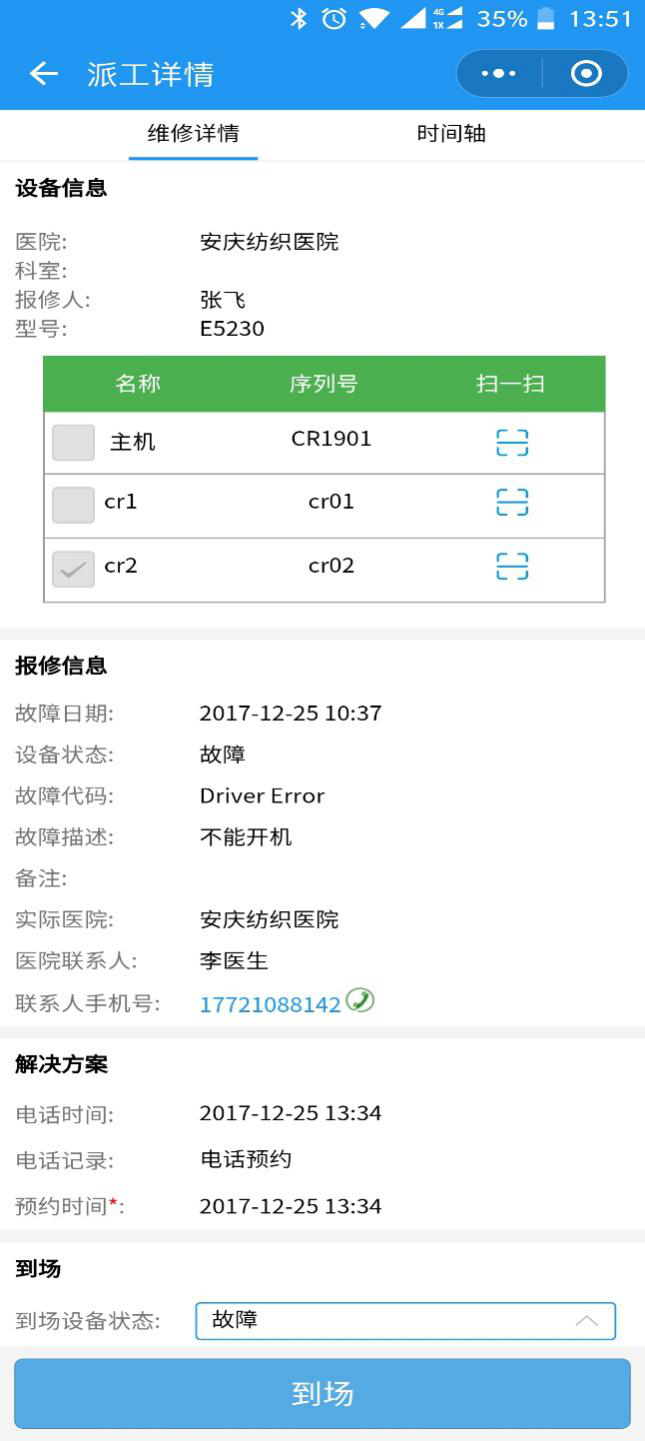 4G 1X 35% 13:51
派工详情
维修详情 时间轴
设备信息
医院: 安庆纺织医院
科室:
报修人: 张飞
型号: E5230
名称 序列号 扫一扫
主机 CR1901
cr1 cr01
cr2 cr02
报修信息
故障日期: 2017-12-25 10:37
设备状态: 故障
故障代码: Driver Error
故障描述: 不能开机
备注:
实际医院: 安庆纺织医院
医院联系人: 李医生
联系人手机号: 17721088142
解决方案
电话时间: 2017-12-25 13:34
电话记录: 电话预约
预约时间*: 2017-12-25 13:34
到场
到场设备状态: 故障
到场